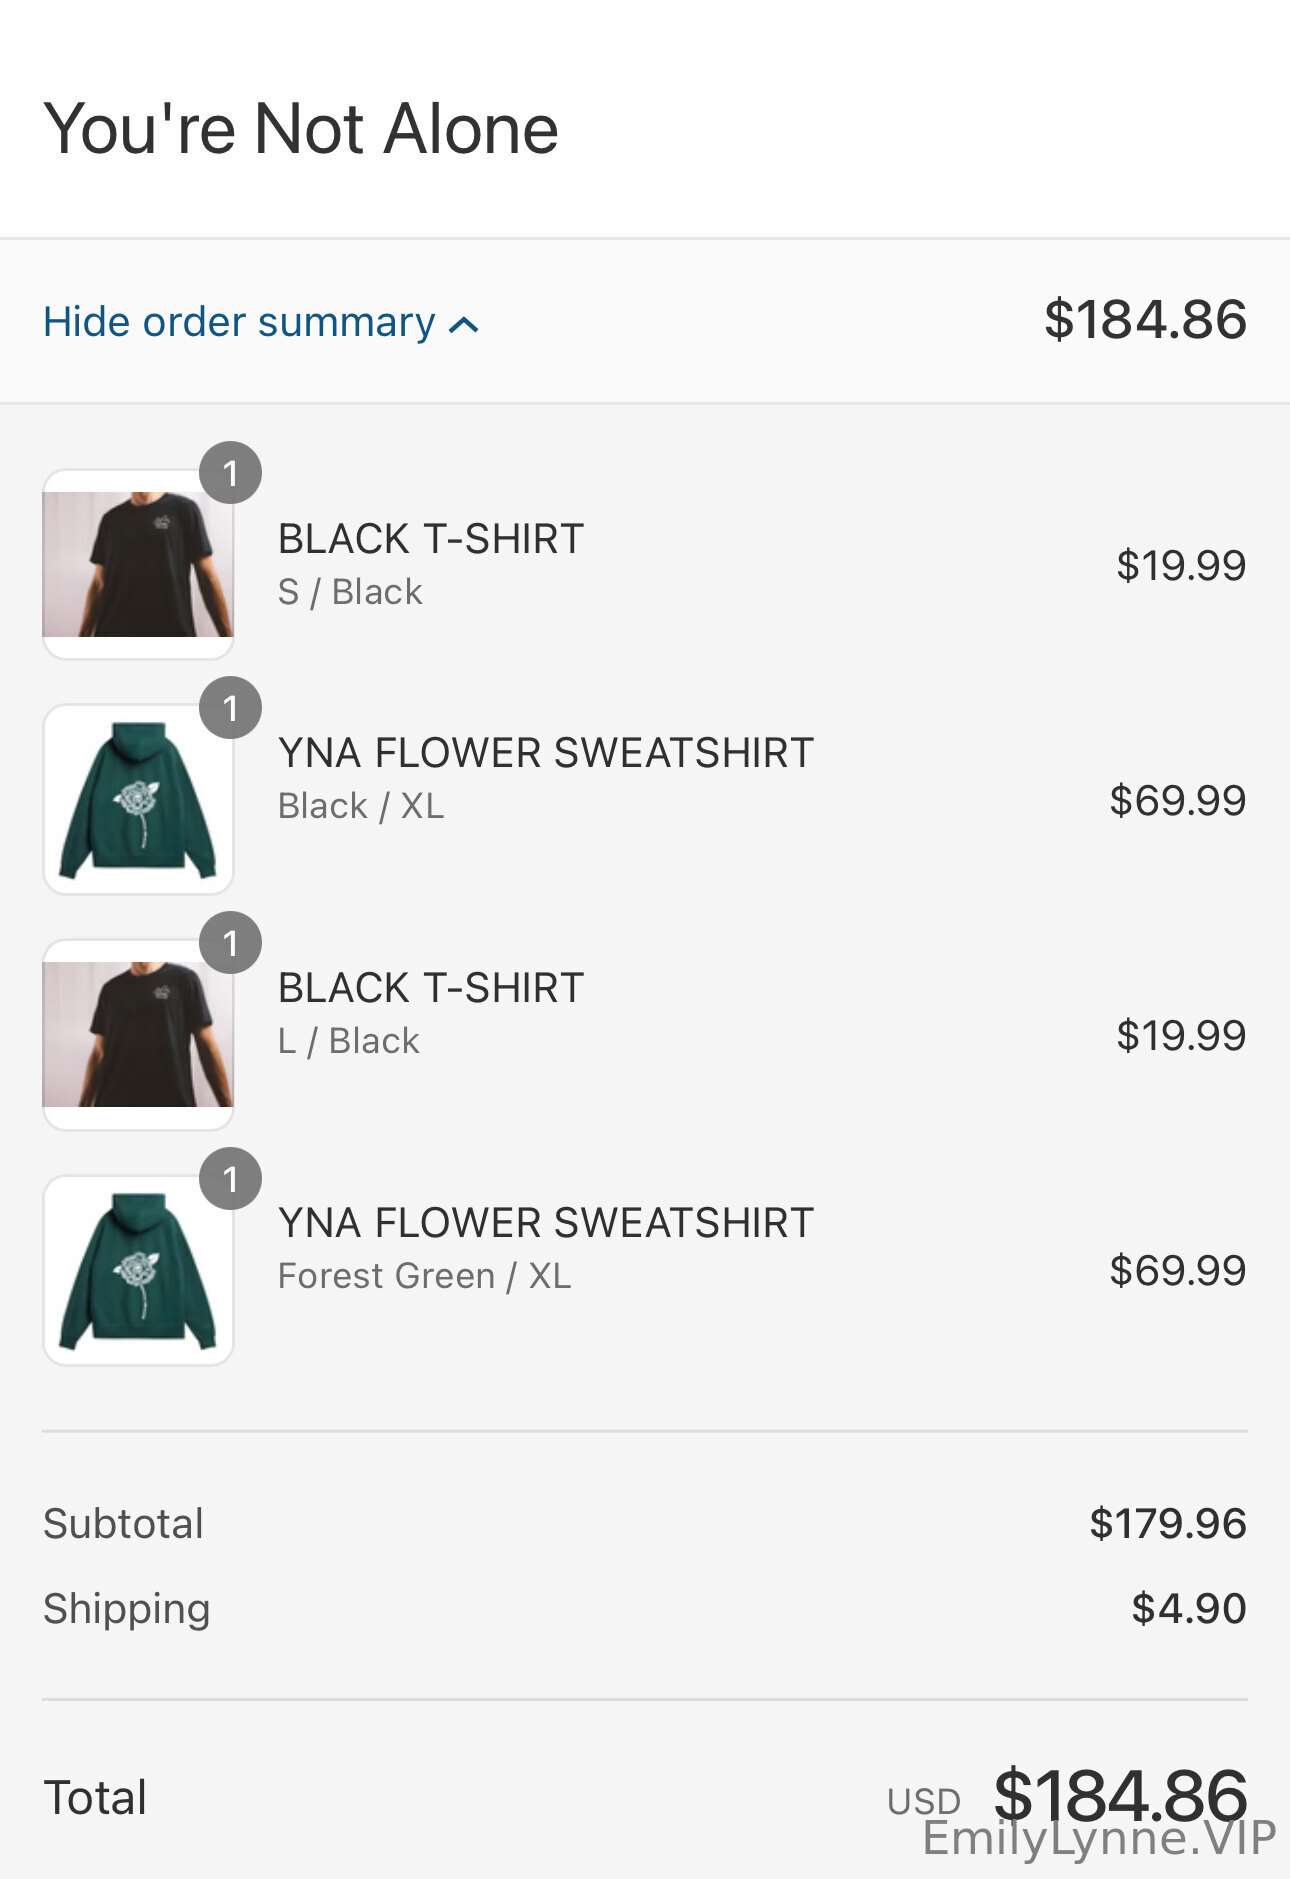 You're Not Alone
Hide order summary
$184.86
1
BLACK T-SHIRT
S / Black
$19.99
1
YNA FLOWER SWEATSHIRT
Black / XL
$69.99
1
BLACK T-SHIRT
L / Black
$19.99
1
YNA FLOWER SWEATSHIRT
Forest Green / XL
$69.99
Subtotal
$179.96
Shipping
$4.90
Total
USD $184.86
EmilyLynne.VIP